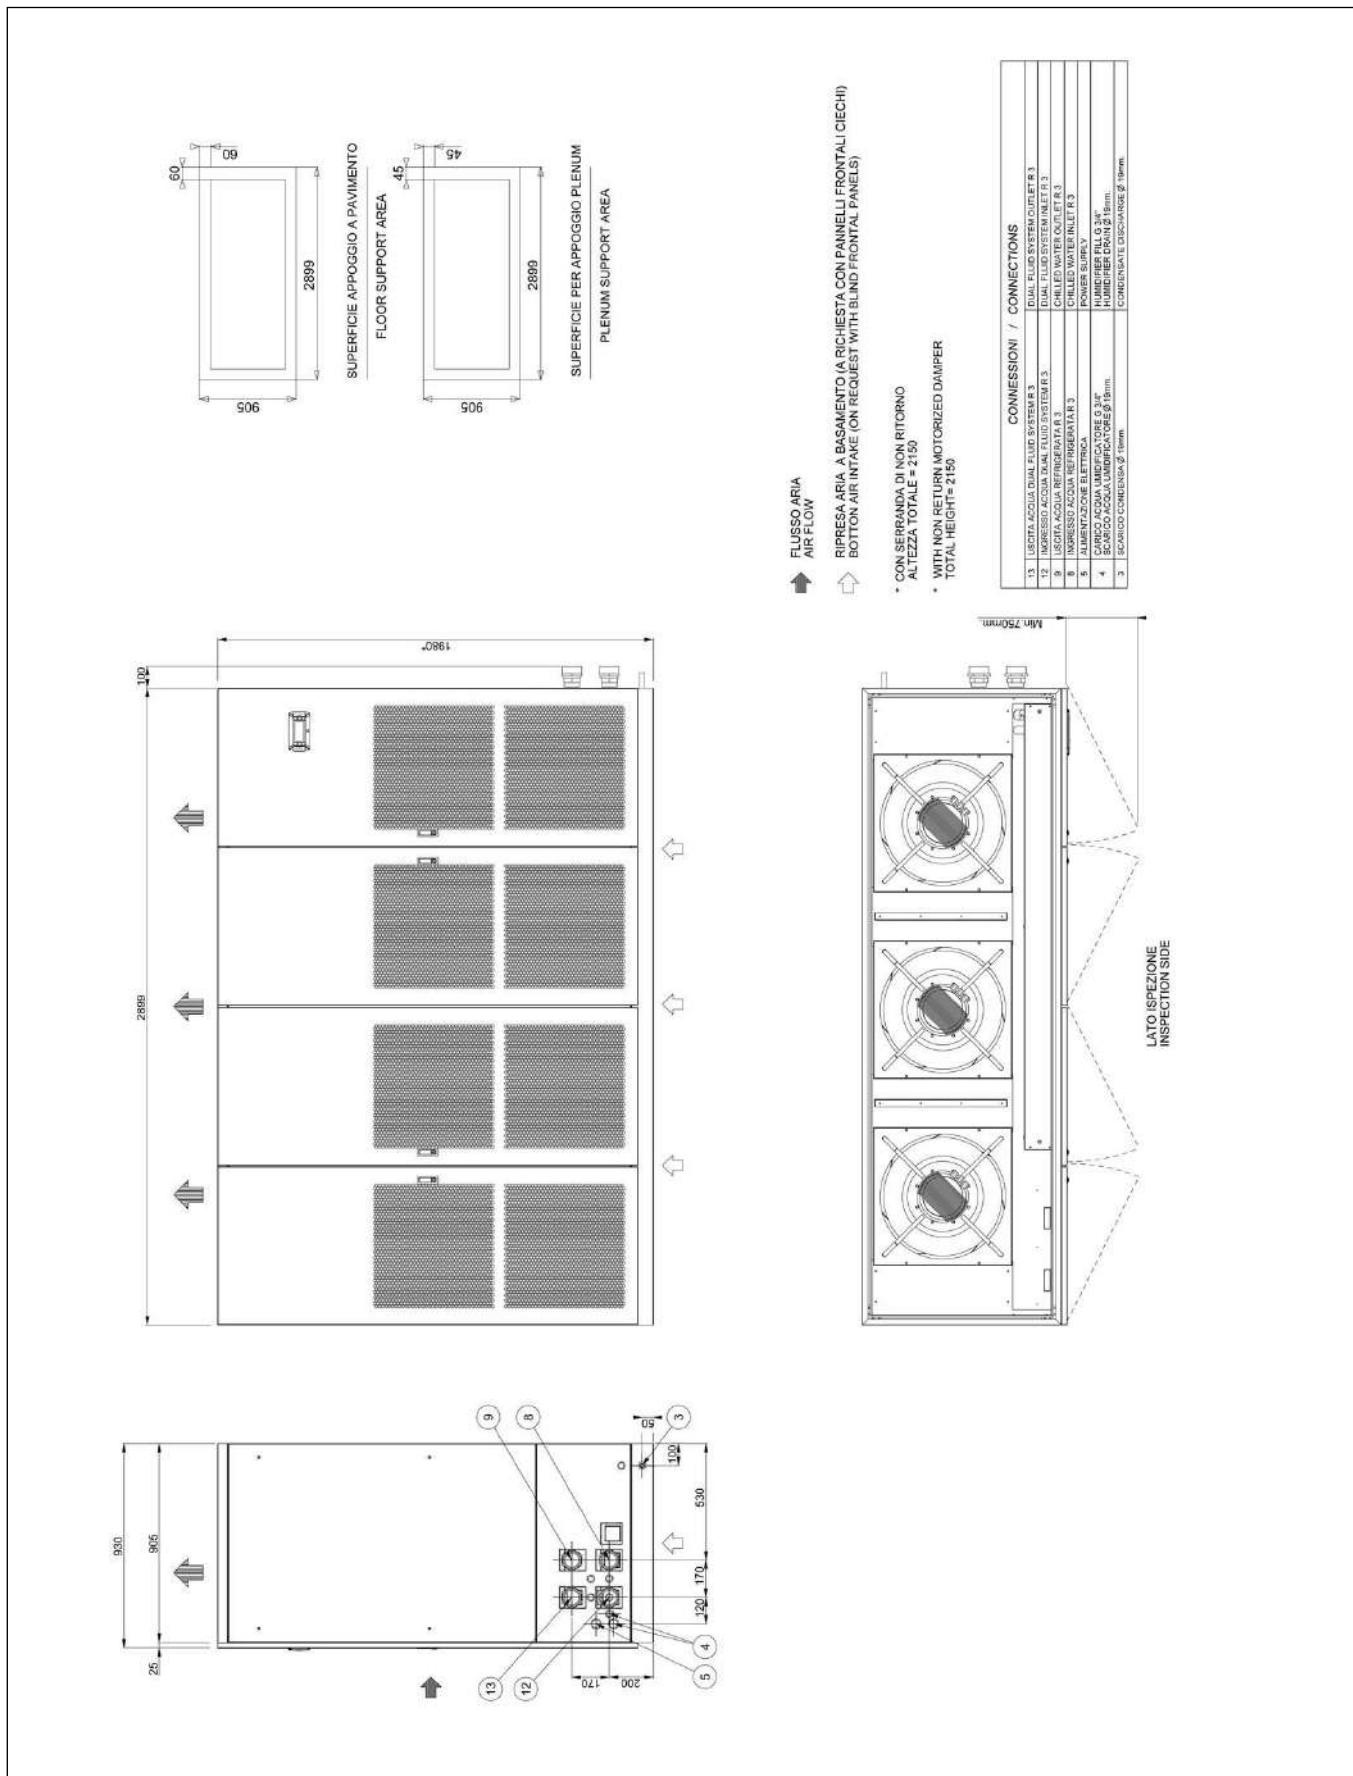 930
905
25
13
12
9
8
3
4
5
170
200
120
170
530
100
50
2899
100
1980*
60
60
905
2899
SUPERFICIE APPOGGIO A PAVIMENTO
FLOOR SUPPORT AREA
45
45
905
2899
SUPERFICIE PER APPOGGIO PLENUM
PLENUM SUPPORT AREA
FLUSSO ARIA
AIR FLOW
RIPRESA ARIA A BASAMENTO (A RICHIESTA CON PANNELLI FRONTALI CIECHI)
BOTTON AIR INTAKE (ON REQUEST WITH BLIND FRONTAL PANELS)
* CON SERRANDA DI NON RITORNO
ALTEZZA TOTALE = 2150
* WITH NON RETURN MOTORIZED DAMPER
TOTAL HEIGHT= 2150
Min.750mm.
LATO ISPEZIONE
INSPECTION SIDE
CONNESSIONI / CONNECTIONS
13 USCITA ACQUA DUAL FLUID SYSTEM R 3 DUAL FLUID SYSTEM OUTLET R 3
12 INGRESSO ACQUA DUAL FLUID SYSTEM R 3 DUAL FLUID SYSTEM INLET R 3
9 USCITA ACQUA REFRIGERATA R 3 CHILLED WATER OUTLET R 3
8 INGRESSO ACQUA REFRIGERATA R 3 CHILLED WATER INLET R 3
5 ALIMENTAZIONE ELETTRICA POWER SUPPLY
4 CARICO ACQUA UMIDIFICATORE G 3/4" HUMIDIFIER FILL G 3/4"
SCARICO ACQUA UMIDIFICATORE Ø 19mm. HUMIDIFIER DRAIN Ø 19mm.
3 SCARICO CONDENSA Ø 19mm. CONDENSATE DISCHARGE Ø 19mm.